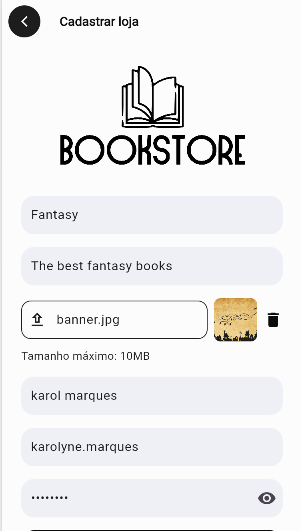 Cadastrar loja
BOOKSTORE
Fantasy
The best fantasy books
banner.jpg
Tamanho máximo: 10MB
karol marques
karolyne.marques
••••••••